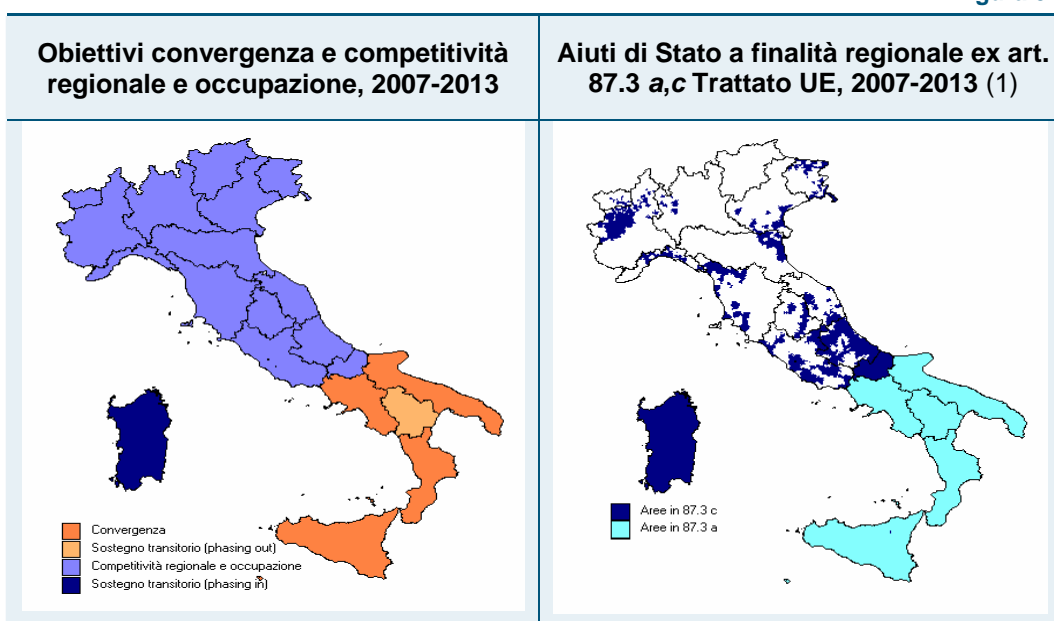 Obiettivi convergenza e competitività
regionale e occupazione, 2007-2013
Aiuti di Stato a finalità regionale ex art.
87.3 a,c Trattato UE, 2007-2013 (1)
Convergenza
Sostegno transitorio (phasing out)
Competitività regionale e occupazione
Sostegno transitorio (phasing in)
Aree in 87.3 c
Aree in 87.3 a